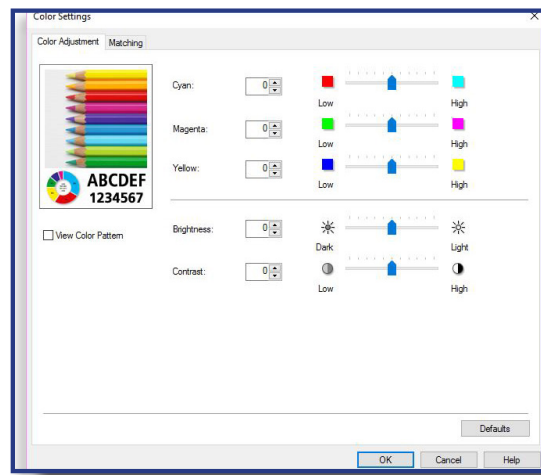 Color Settings
Color Adjustment Matching
Cyan: 0
Low High
Magenta: 0
Low High
Yellow: 0
Low High
ABCDEF
1234567
View Color Pattern
Brightness: 0
Dark Light
Contrast: 0
Low High
Defaults
OK Cancel Help